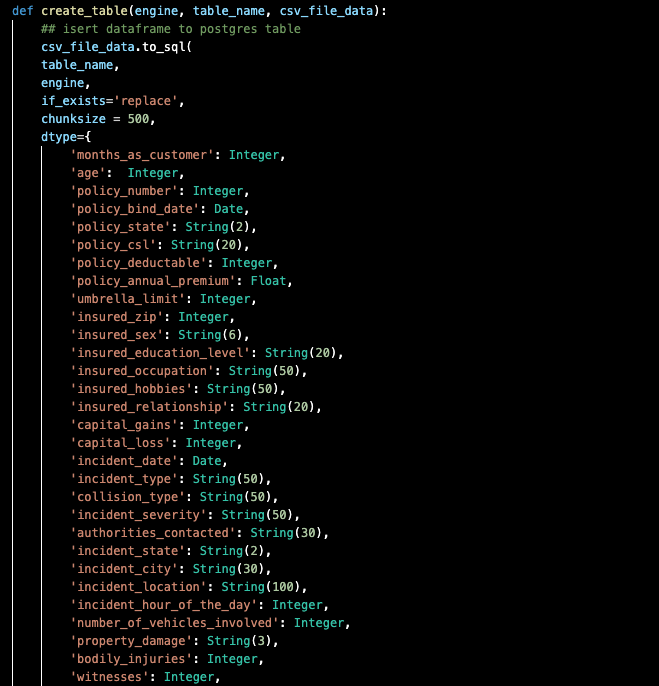 def create_table(engine, table_name, csv_file_data):
## isert dataframe to postgres table
csv_file_data.to_sql(
table_name,
engine,
if_exists='replace',
chunksize = 500,
dtype={
'months_as_customer': Integer,
'age':  Integer,
'policy_number': Integer,
'policy_bind_date': Date,
'policy_state': String(2),
'policy_csl': String(20),
'policy_deductable': Integer,
'policy_annual_premium': Float,
'umbrella_limit': Integer,
'insured_zip': Integer,
'insured_sex': String(6),
'insured_education_level': String(20),
'insured_occupation': String(50),
'insured_hobbies': String(50),
'insured_relationship': String(20),
'capital_gains': Integer,
'capital_loss': Integer,
'incident_date': Date,
'incident_type': String(50),
'collision_type': String(50),
'incident_severity': String(50),
'authorities_contacted': String(30),
'incident_state': String(2),
'incident_city': String(30),
'incident_location': String(100),
'incident_hour_of_the_day': Integer,
'number_of_vehicles_involved': Integer,
'property_damage': String(3),
'bodily_injuries': Integer,
'witnesses': Integer,